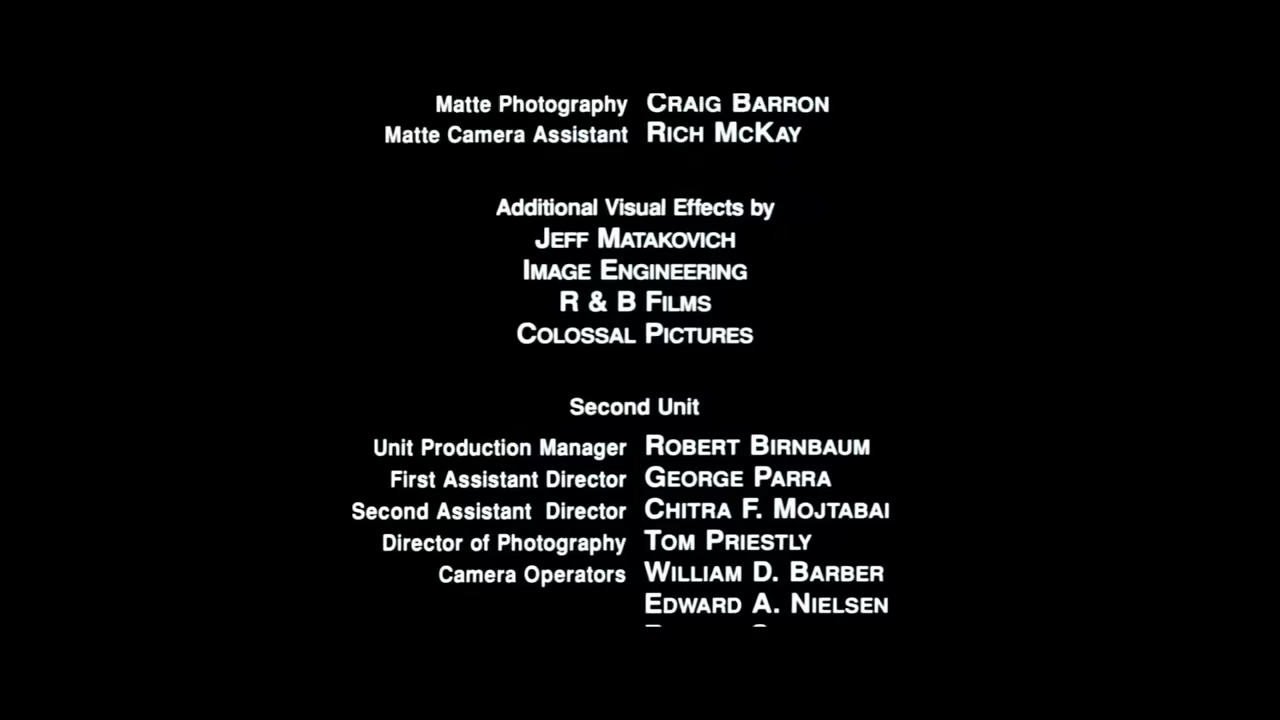 Matte Photography CRAIG BARRON
Matte Camera Assistant RICH MCKAY
Additional Visual Effects by
JEFF MATAKOVICH
IMAGE ENGINEERING
R & B FILMS
COLOSSAL PICTURES
Second Unit
Unit Production Manager ROBERT BIRNBAUM
First Assistant Director GEORGE PARRA
Second Assistant Director CHITRA F. MOJTABAI
Director of Photography TOM PRIESTLY
Camera Operators WILLIAM D. BARBER
EDWARD A. NIELSEN